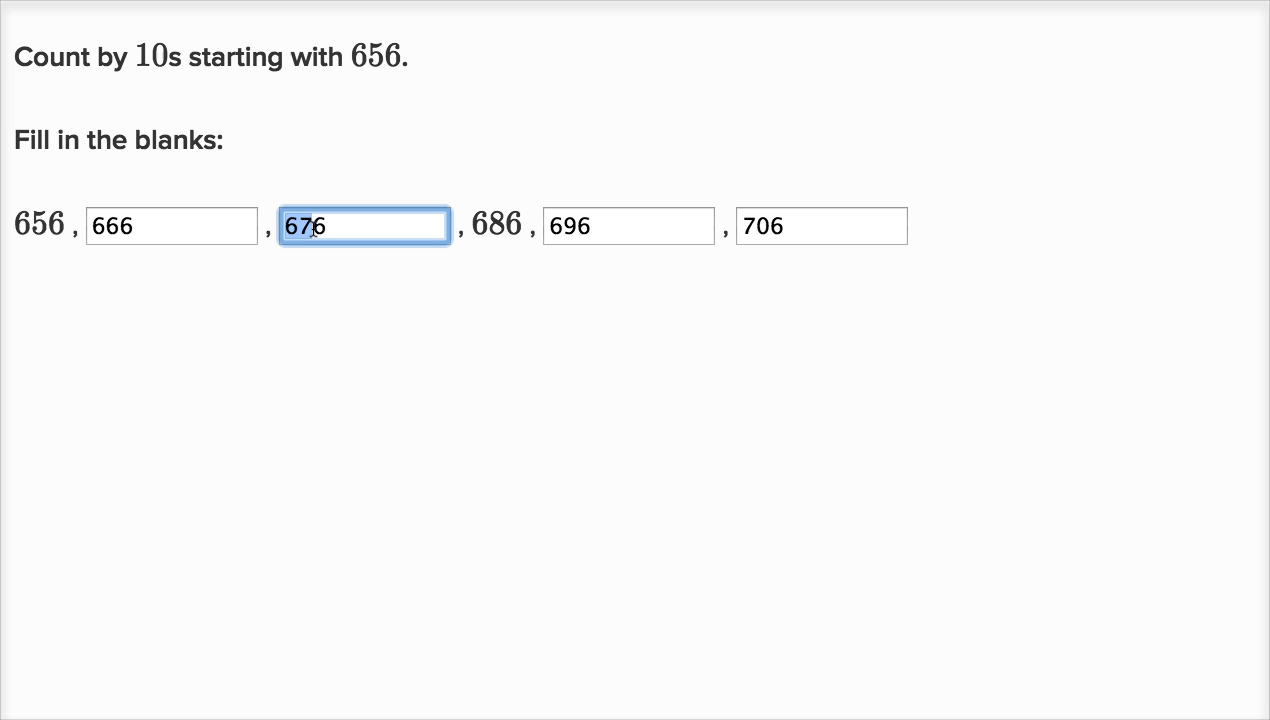 Count by 10s starting with 656.
Fill in the blanks:
656 , 666 , 676 , 686 , 696 , 706